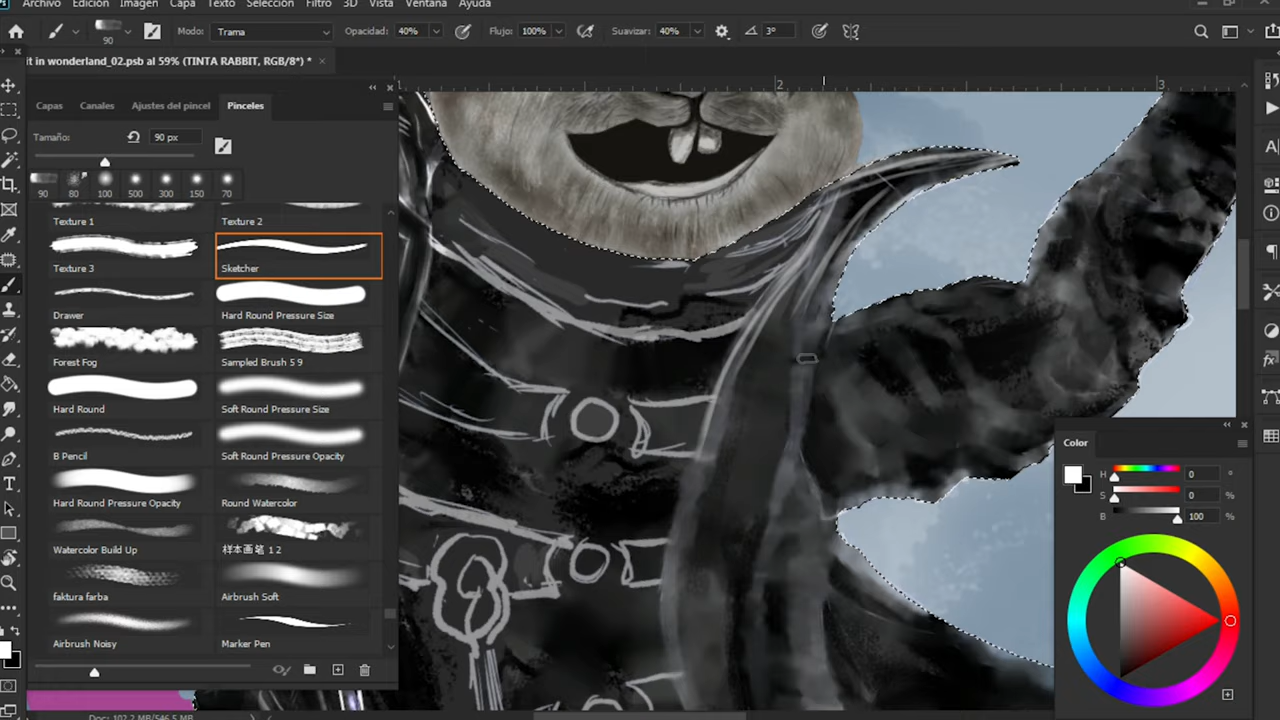 Archivo Edición Imagen Capa Texto Selección Filtro 3D Vista Ventana Ayuda
90 Modo: Trama Opacidad: 40% Flujo: 100% Suavizar: 40% 3°
it in wonderland_02.psb al 59% (TINTA RABBIT, RGB/8*) *
Capas Canales Ajustes del pincel Pinceles
Tamaño: 90 px
90 80 100 500 300 150 70
Texture 1 Texture 2
Texture 3 Sketcher
Drawer Hard Round Pressure Size
Forest Fog Sampled Brush 5 9
Hard Round Soft Round Pressure Size
B Pencil Soft Round Pressure Opacity
Hard Round Pressure Opacity Round Watercolor
Watercolor Build Up 样本画笔 1 2
faktura farba Airbrush Soft
Airbrush Noisy Marker Pen
2 3
Color
H 0 °
S 0 %
B 100 %
Doc: 102,2 MB/546,5 MB